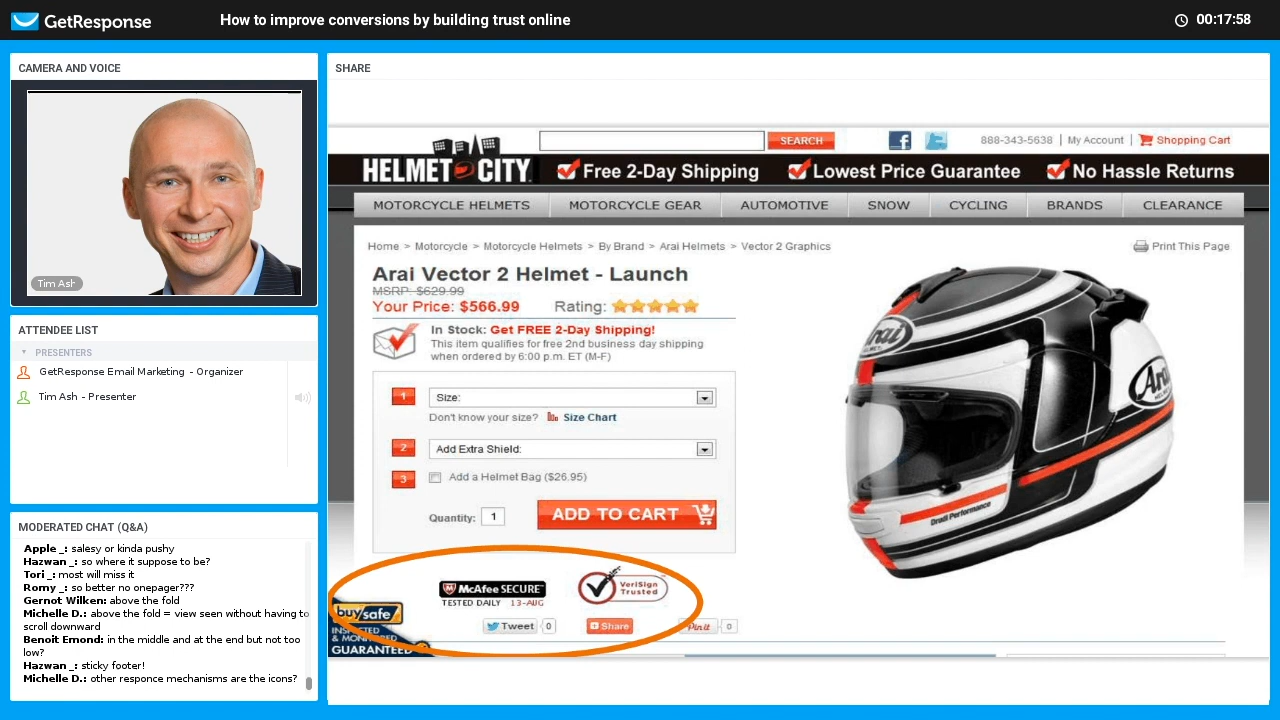 GetResponse
How to improve conversions by building trust online
00:17:58
CAMERA AND VOICE
Tim Ash
ATTENDEE LIST
PRESENTERS
GetResponse Email Marketing - Organizer
Tim Ash - Presenter
MODERATED CHAT (Q&A)
Apple _: salesy or kinda pushy
Hazwan _: so where it suppose to be?
Tori _: most will miss it
Romy _: so better no onepager???
Gernot Wilken: above the fold
Michelle D.: above the fold = view seen without having to
scroll downward
Benoit Emond: in the middle and at the end but not too
low?
Hazwan _: sticky footer!
Michelle D.: other responce mechanisms are the icons?
SHARE
SEARCH
888-343-5638 | My Account | Shopping Cart
HELMET CITY
Free 2-Day Shipping
Lowest Price Guarantee
No Hassle Returns
MOTORCYCLE HELMETS
MOTORCYCLE GEAR
AUTOMOTIVE
SNOW
CYCLING
BRANDS
CLEARANCE
Home > Motorcycle > Motorcycle Helmets > By Brand > Arai Helmets > Vector 2 Graphics
Print This Page
Arai Vector 2 Helmet - Launch
MSRP: $629.99
Your Price: $566.99
Rating:
In Stock: Get FREE 2-Day Shipping!
This item qualifies for free 2nd business day shipping
when ordered by 6:00 p.m. ET (M-F)
1
Size:
Don't know your size?
Size Chart
2
Add Extra Shield:
3
Add a Helmet Bag ($26.95)
Quantity: 1
ADD TO CART
Arai
Arai
Draft Performance
McAfee SECURE
TESTED DAILY 13-AUG
VeriSign
Trusted
buySAFE
INSPECTED
& MONITORED
GUARANTEED
Tweet 0
Share
Pin it 0